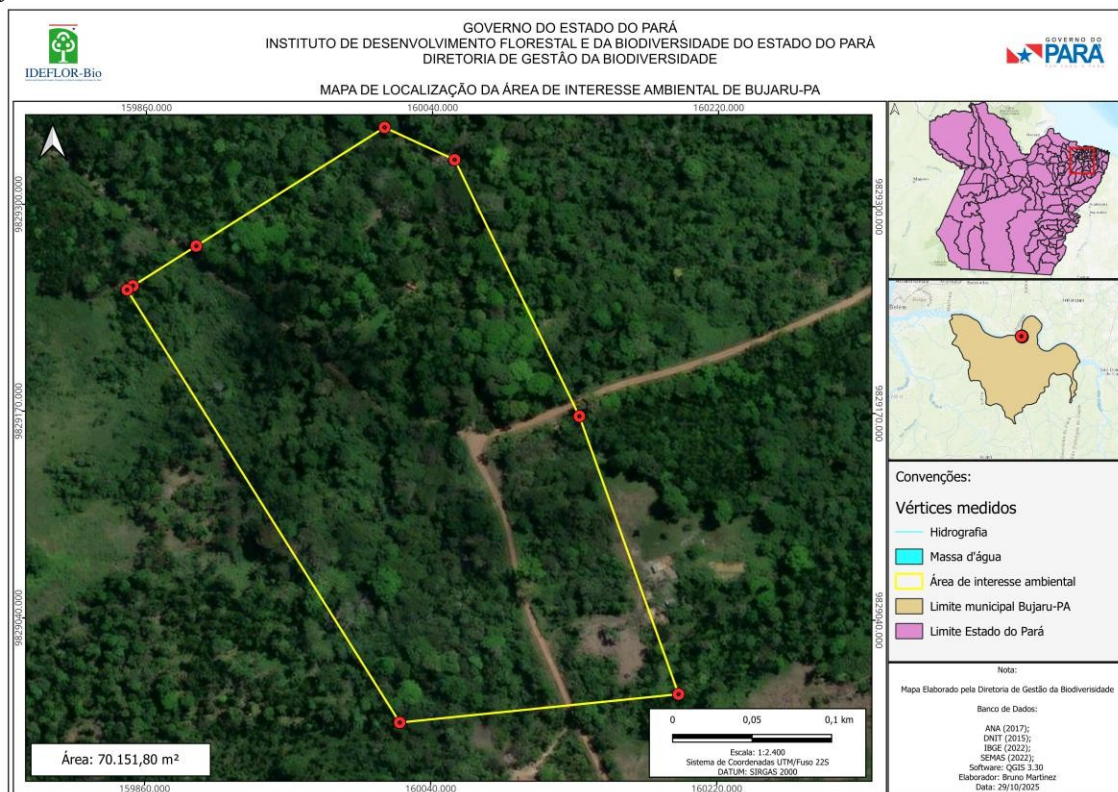 GOVERNO DO ESTADO DO PARÁ
INSTITUTO DE DESENVOLVIMENTO FLORESTAL E DA BIODIVERSIDADE DO ESTADO DO PARÁ
DIRETORIA DE GESTÃO DA BIODIVERSIDADE
MAPA DE LOCALIZAÇÃO DA ÁREA DE INTERESSE AMBIENTAL DE BUJARU-PA
IDEFLOR-Bio
GOVERNO DO
PARÁ
159860.000
160040.000
160220.000
9829300.000
9829170.000
9829040.000
9829300.000
9829170.000
9829040.000
159860.000
160040.000
160220.000
Área: 70.151,80 m²
0 0,05 0,1 km
Escala: 1:2.400
Sistema de Coordenadas UTM/Fuso 22S
DATUM: SIRGAS 2000
Belém
Convenções:
Vértices medidos
Hidrografia
Massa d'água
Área de interesse ambiental
Limite municipal Bujaru-PA
Limite Estado do Pará
Nota:
Mapa Elaborado pela Diretoria de Gestão da Biodiverisidade
Banco de Dados:
ANA (2017);
DNIT (2015);
IBGE (2022);
SEMAS (2022);
Software: QGIS 3.30
Elaborador: Bruno Martinez
Data: 29/10/2025